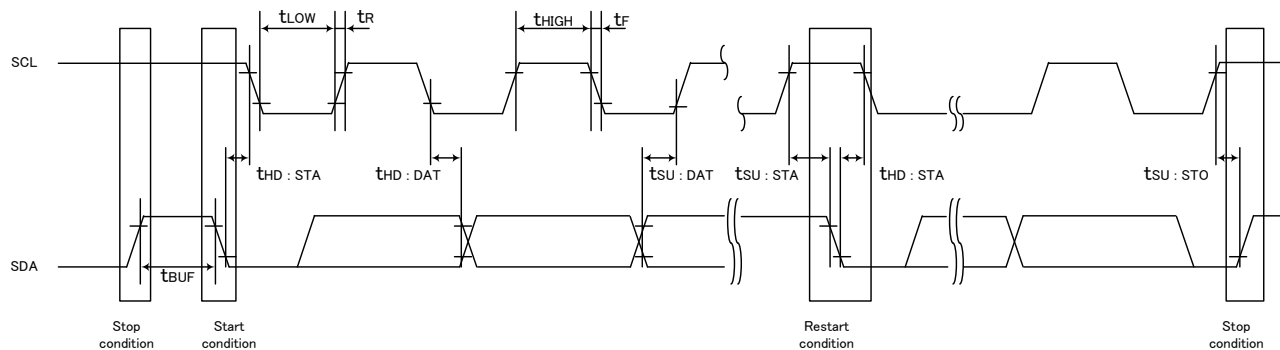 tLOW
tR
tHIGH
tF
SCL
tHD : STA
tHD : DAT
tSU : DAT
tSU : STA
tHD : STA
tSU : STO
SDA
tBUF
Stop
condition
Start
condition
Restart
condition
Stop
condition